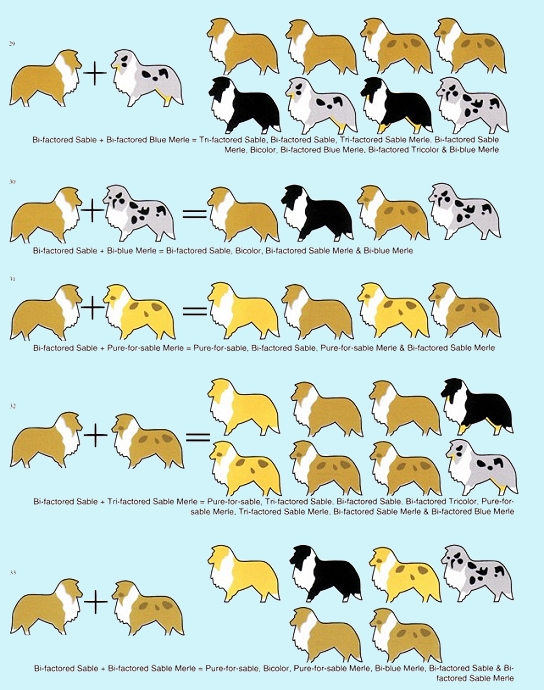 29
Bi-factored Sable + Bi-factored Blue Merle = Tri-factored Sable, Bi-factored Sable, Tri-factored Sable Merle, Bi-factored Sable
Merle, Bicolor, Bi-factored Blue Merle, Bi-factored Tricolor & Bi-blue Merle
30
Bi-factored Sable + Bi-blue Merle = Bi-factored Sable, Bicolor, Bi-factored Sable Merle & Bi-blue Merle
31
Bi-factored Sable + Pure-for-sable Merle = Pure-for-sable, Bi-factored Sable, Pure-for-sable Merle & Bi-factored Sable Merle
32
Bi-factored Sable + Tri-factored Sable Merle = Pure-for-sable, Tri-factored Sable, Bi-factored Sable, Bi-factored Tricolor, Pure-for-
sable Merle, Tri-factored Sable Merle, Bi-factored Sable Merle & Bi-factored Blue Merle
33
Bi-factored Sable + Bi-factored Sable Merle = Pure-for-sable, Bicolor, Pure-for-sable Merle, Bi-blue Merle, Bi-factored Sable & Bi-
factored Sable Merle